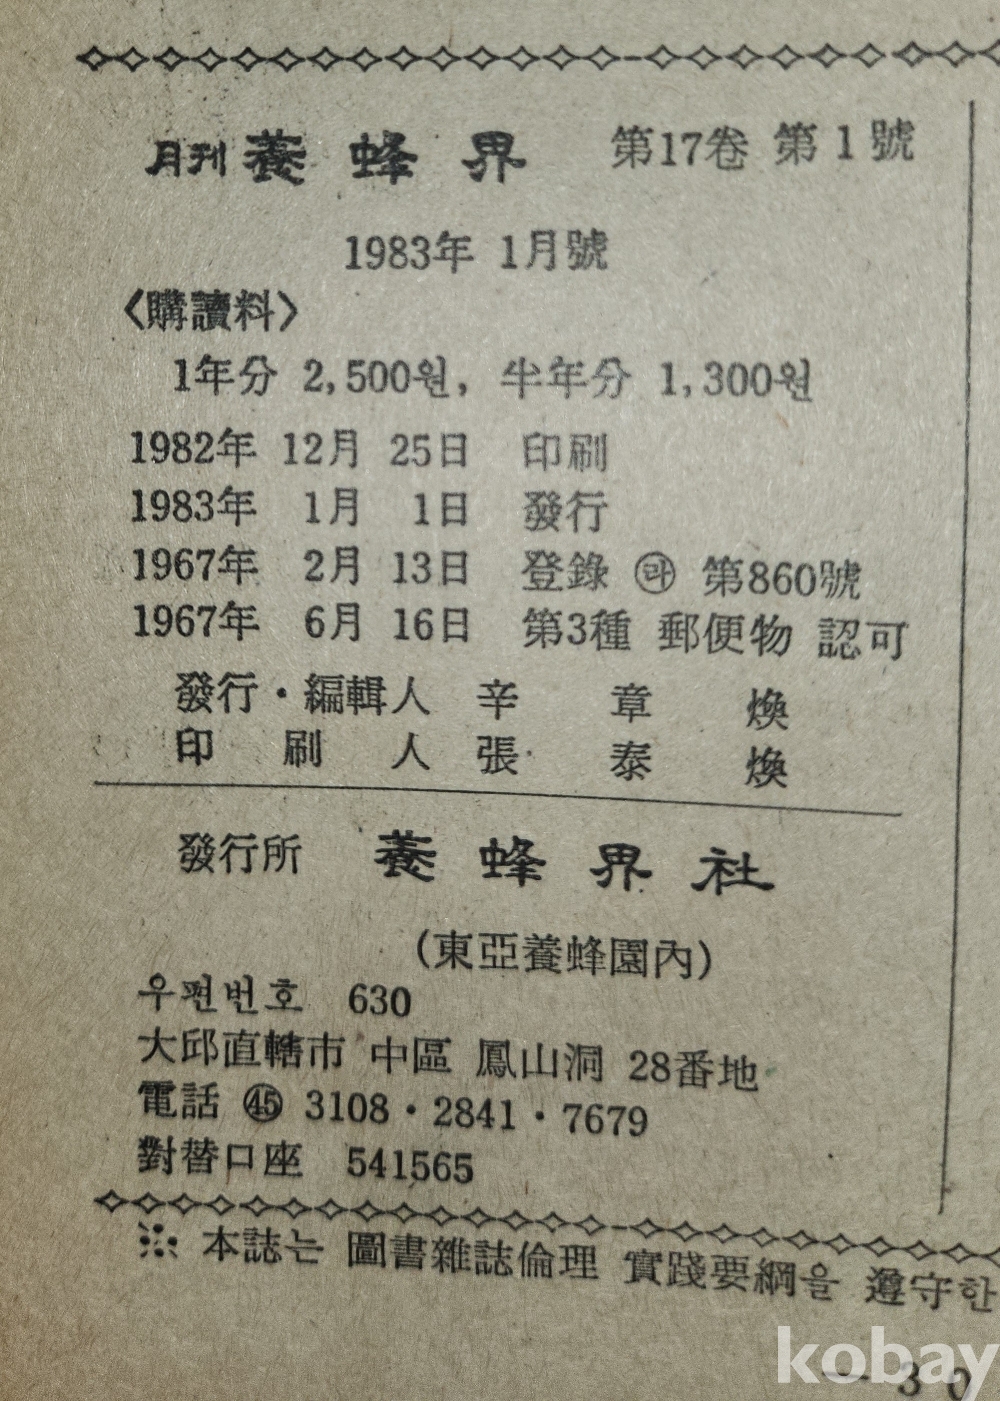 月刊 養蜂界 第17卷 第1號
1983年 1月號
〈購讀料〉
1年分 2,500원, 半年分 1,300원
1982年 12月 25日 印刷
1983年 1月 1日 發行
1967年 2月 13日 登錄 ㉱ 第860號
1967年 6月 16日 第3種 郵便物 認可
發行・編輯人 辛章煥
印刷人 張泰煥
發行所 養蜂界社
(東亞養蜂園內)
우편번호 630
大邱直轄市 中區 鳳山洞 28番地
電話 ㊺ 3108・2841・7679
對替口座 541565
※ 本誌는 圖書雜誌倫理 實踐要綱을 遵守한
kobay
—30